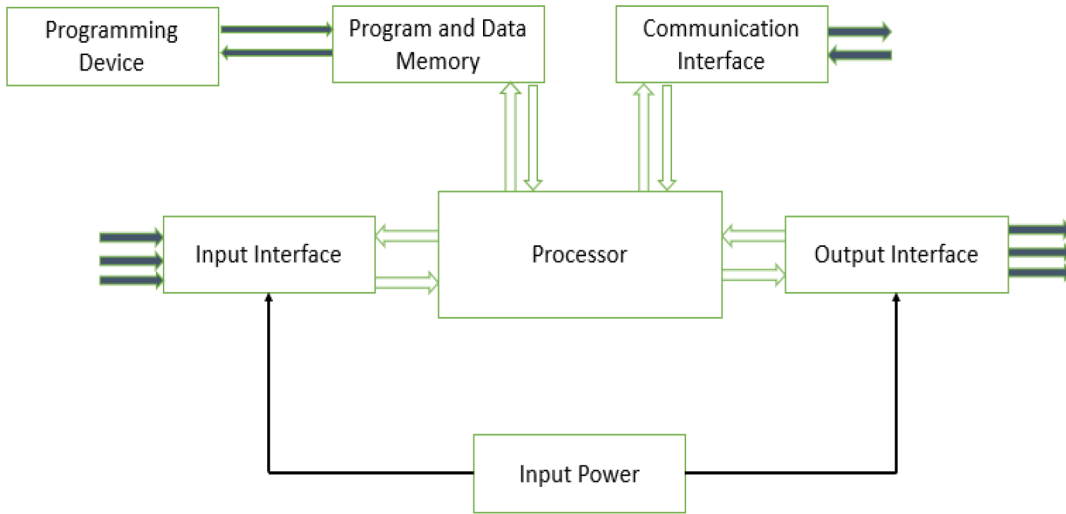 Programming
Device
Program and Data
Memory
Communication
Interface
Input Interface
Processor
Output Interface
Input Power